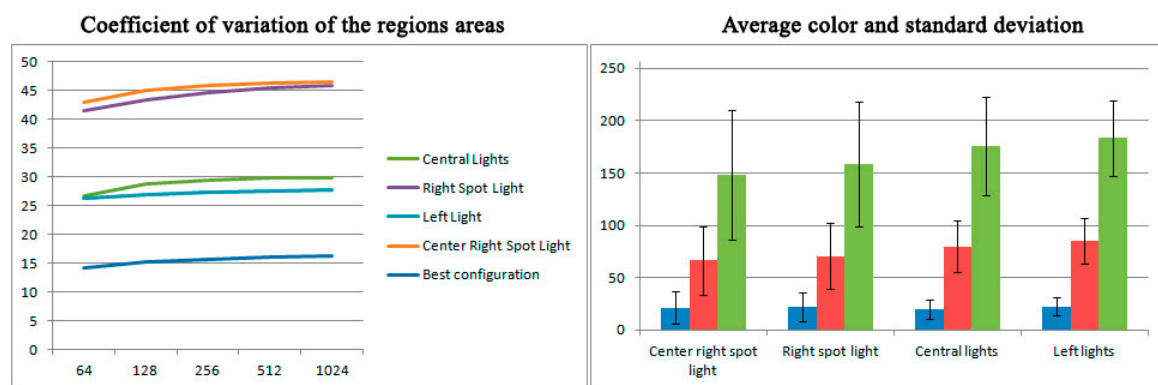 Coefficient of variation of the regions areas
50
45
40
35
30
25
20
15
10
5
0
64 128 256 512 1024
Central Lights
Right Spot Light
Left Light
Center Right Spot Light
Best configuration
Average color and standard deviation
250
200
150
100
50
0
Center right spot
light
Right spot light
Central lights
Left lights